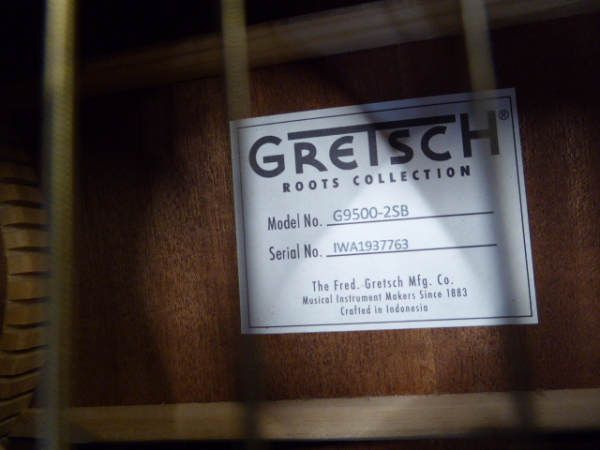 GRETSCH®
ROOTS COLLECTION
Model No. G9500-2SB
Serial No. IWA1937763
The Fred. Gretsch Mfg. Co.
Musical Instrument Makers Since 1883
Crafted in Indonesia